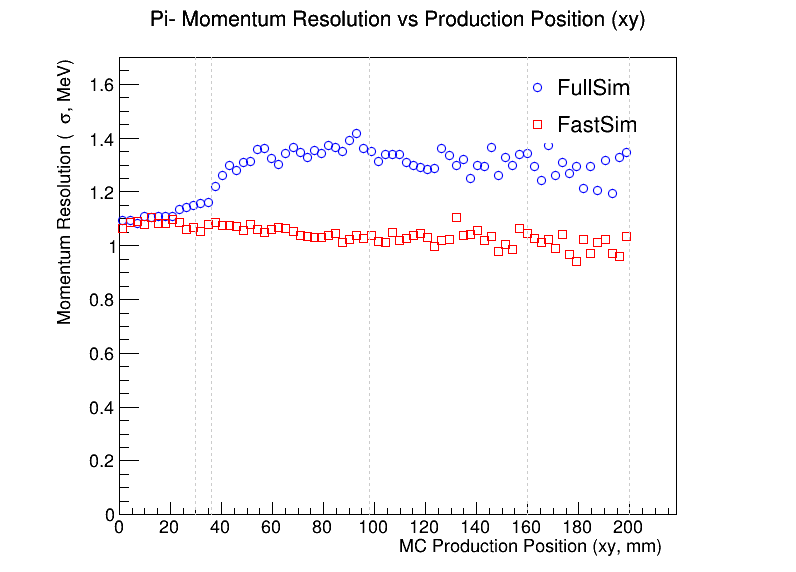 Pi- Momentum Resolution vs Production Position (xy)
Momentum Resolution ( σ, MeV)
1.6
1.4
1.2
1
0.8
0.6
0.4
0.2
0
FullSim
FastSim
0 20 40 60 80 100 120 140 160 180 200
MC Production Position (xy, mm)